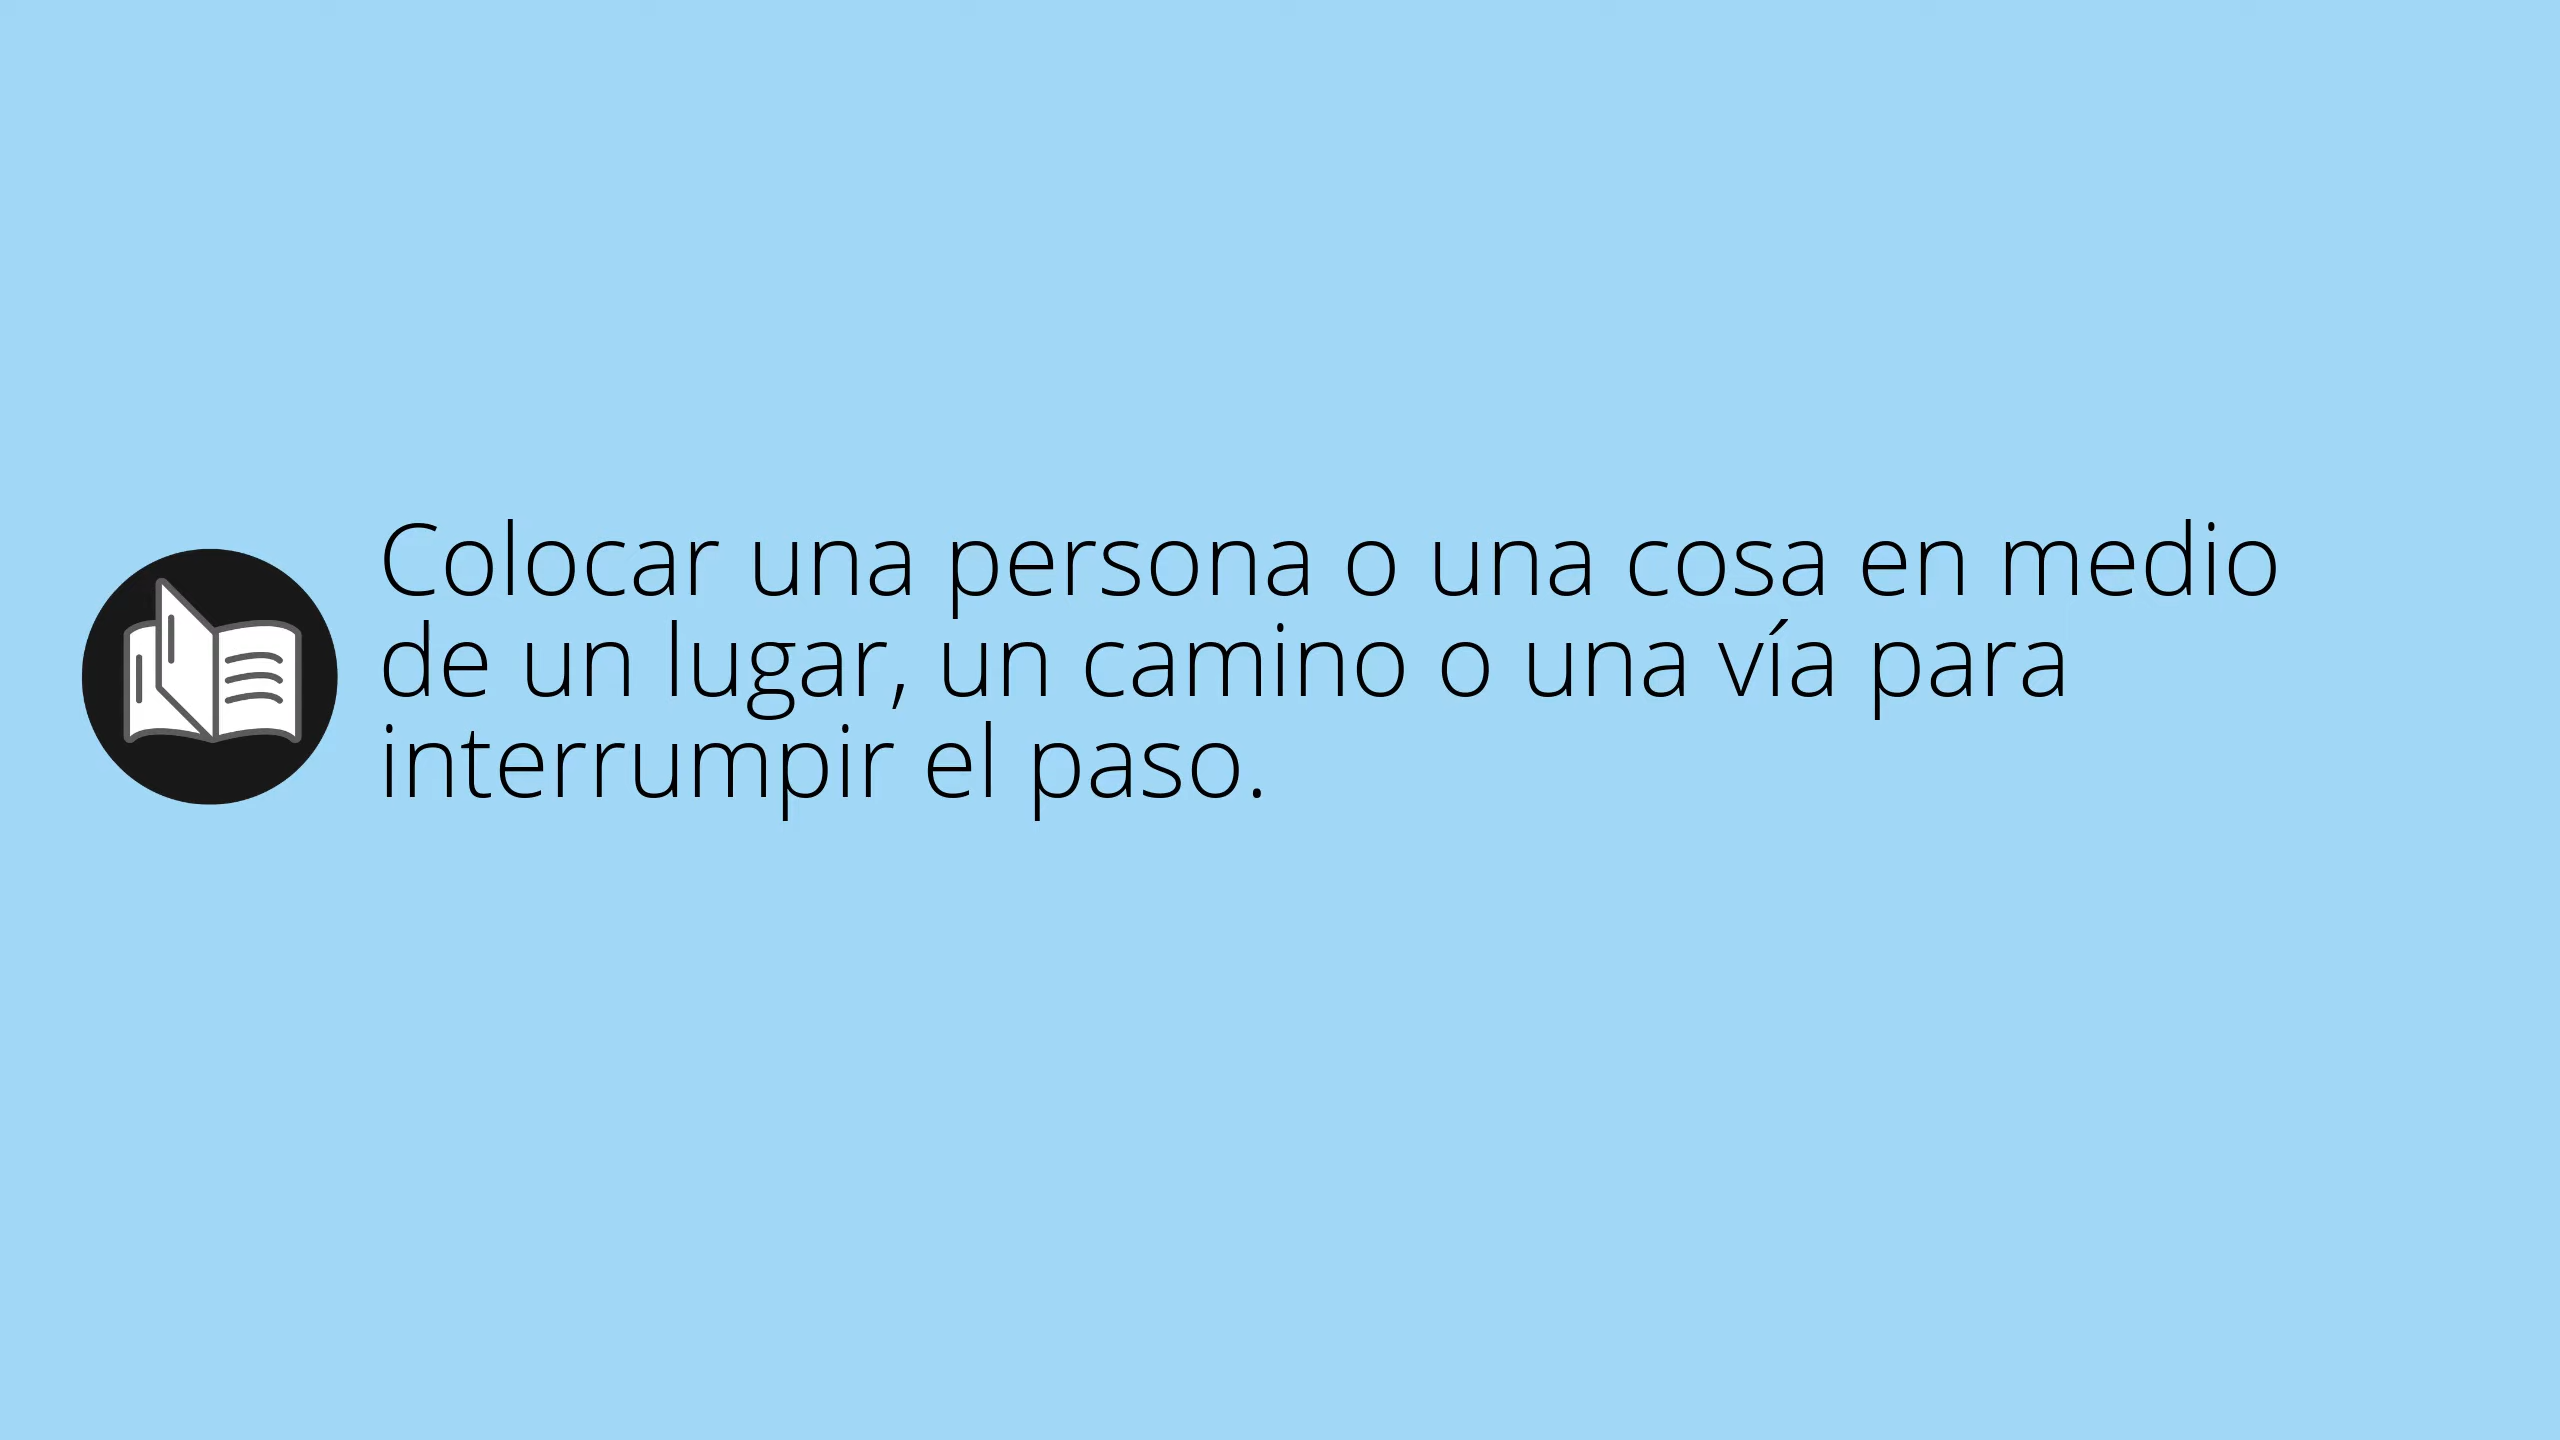 Colocar una persona o una cosa en medio
de un lugar, un camino o una vía para
interrumpir el paso.